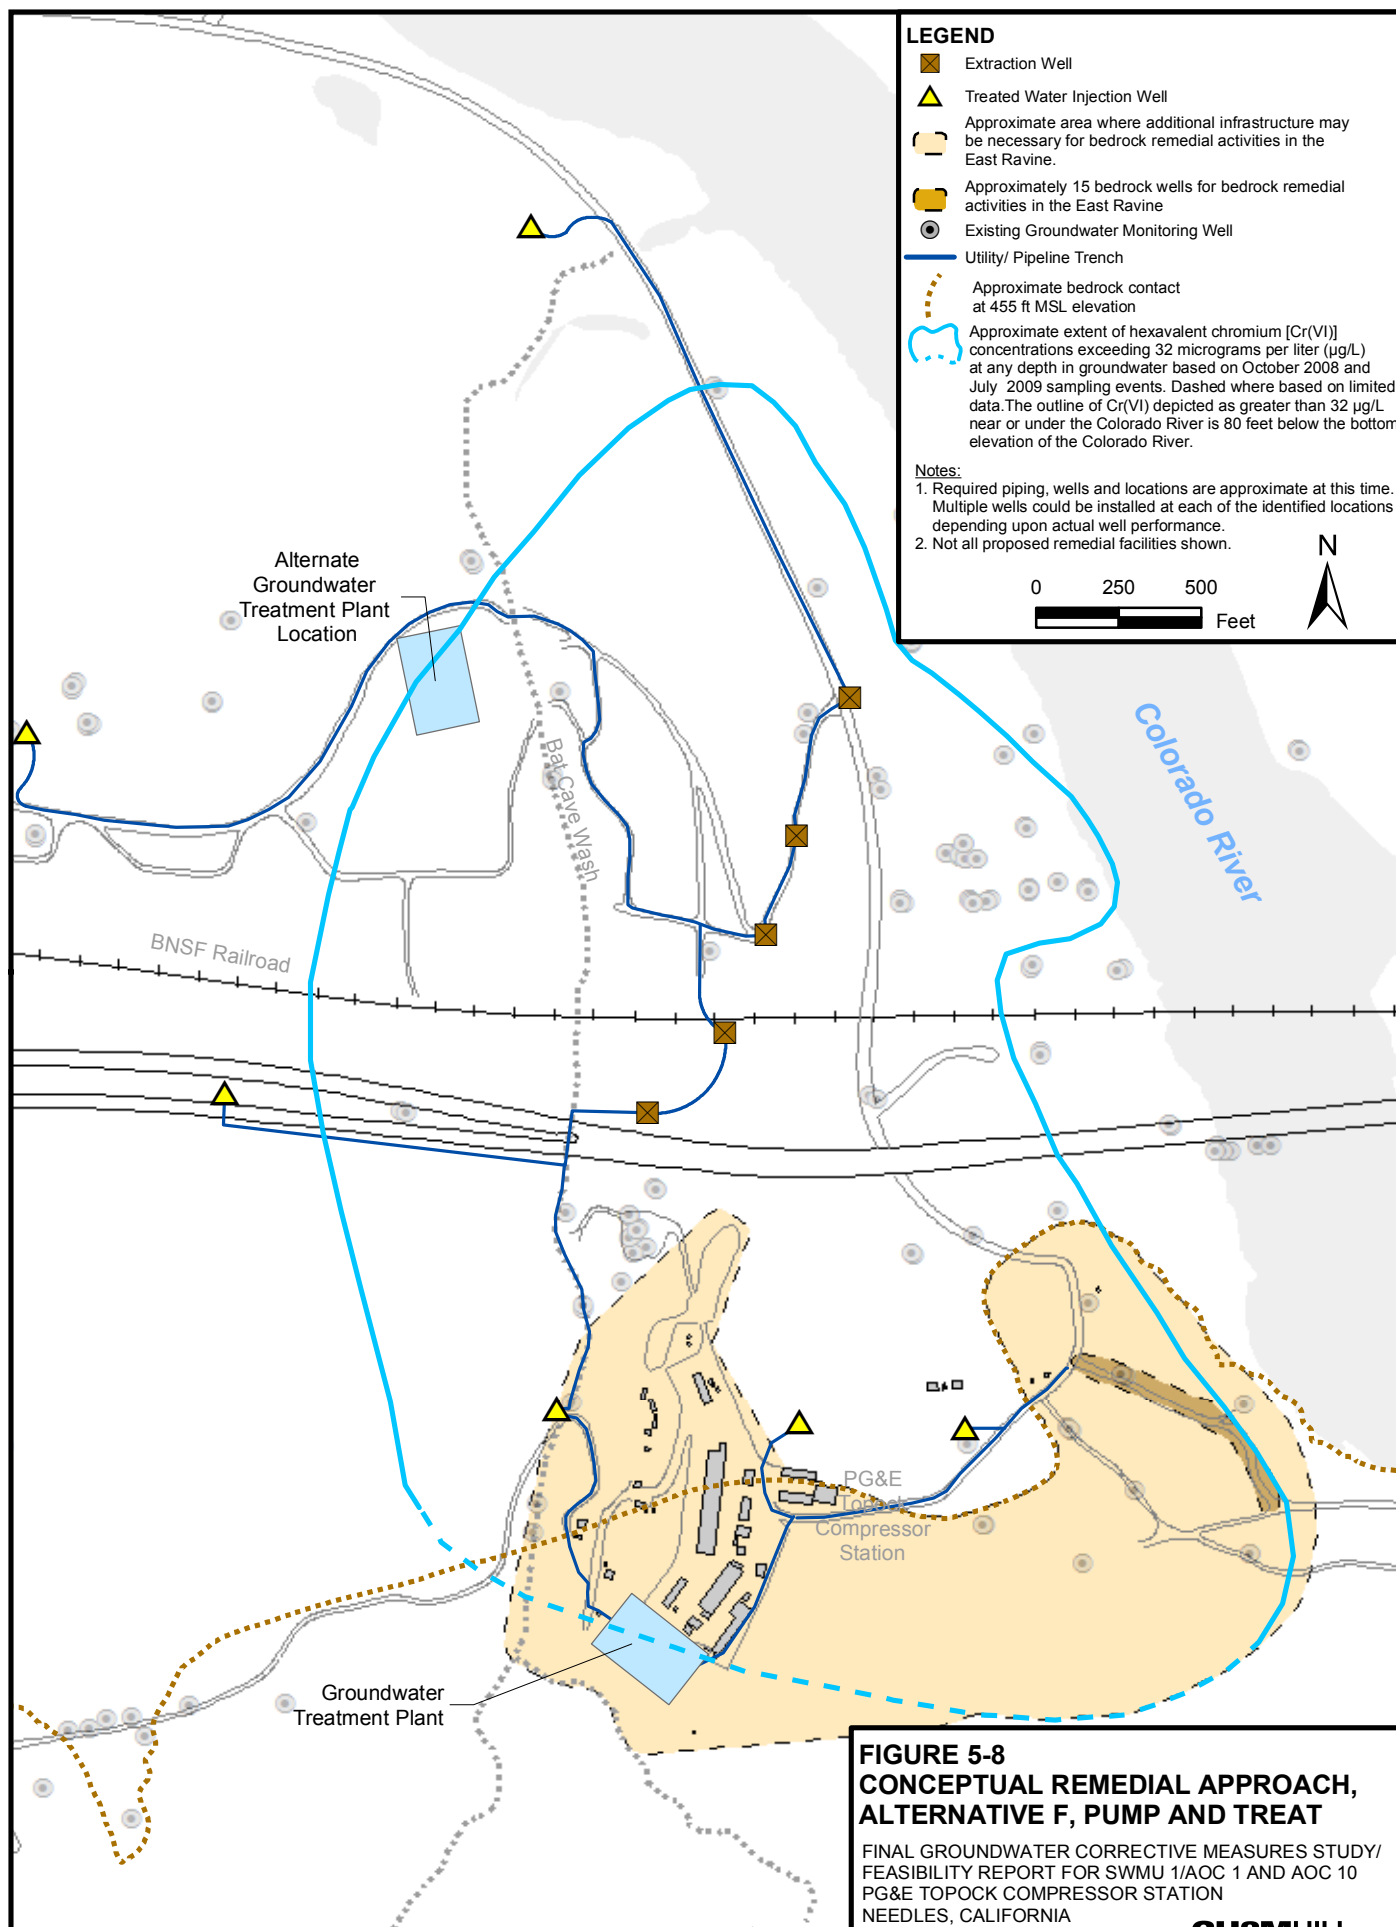 LEGEND
Extraction Well
Treated Water Injection Well
Approximate area where additional infrastructure may
be necessary for bedrock remedial activities in the
East Ravine.
Approximately 15 bedrock wells for bedrock remedial
activities in the East Ravine
Existing Groundwater Monitoring Well
Utility/ Pipeline Trench
Approximate bedrock contact
at 455 ft MSL elevation
Approximate extent of hexavalent chromium [Cr(VI)]
concentrations exceeding 32 micrograms per liter (µg/L)
at any depth in groundwater based on October 2008 and
July 2009 sampling events. Dashed where based on limited
data.The outline of Cr(VI) depicted as greater than 32 µg/L
near or under the Colorado River is 80 feet below the bottom
elevation of the Colorado River.
Notes:
1. Required piping, wells and locations are approximate at this time.
Multiple wells could be installed at each of the identified locations
depending upon actual well performance.
2. Not all proposed remedial facilities shown.
N
0 250 500
Feet
Alternate
Groundwater
Treatment Plant
Location
Colorado River
Bat Cave Wash
BNSF Railroad
PG&E
Topock
Compressor
Station
Groundwater
Treatment Plant
FIGURE 5-8
CONCEPTUAL REMEDIAL APPROACH,
ALTERNATIVE F, PUMP AND TREAT
FINAL GROUNDWATER CORRECTIVE MEASURES STUDY/
FEASIBILITY REPORT FOR SWMU 1/AOC 1 AND AOC 10
PG&E TOPOCK COMPRESSOR STATION
NEEDLES, CALIFORNIA